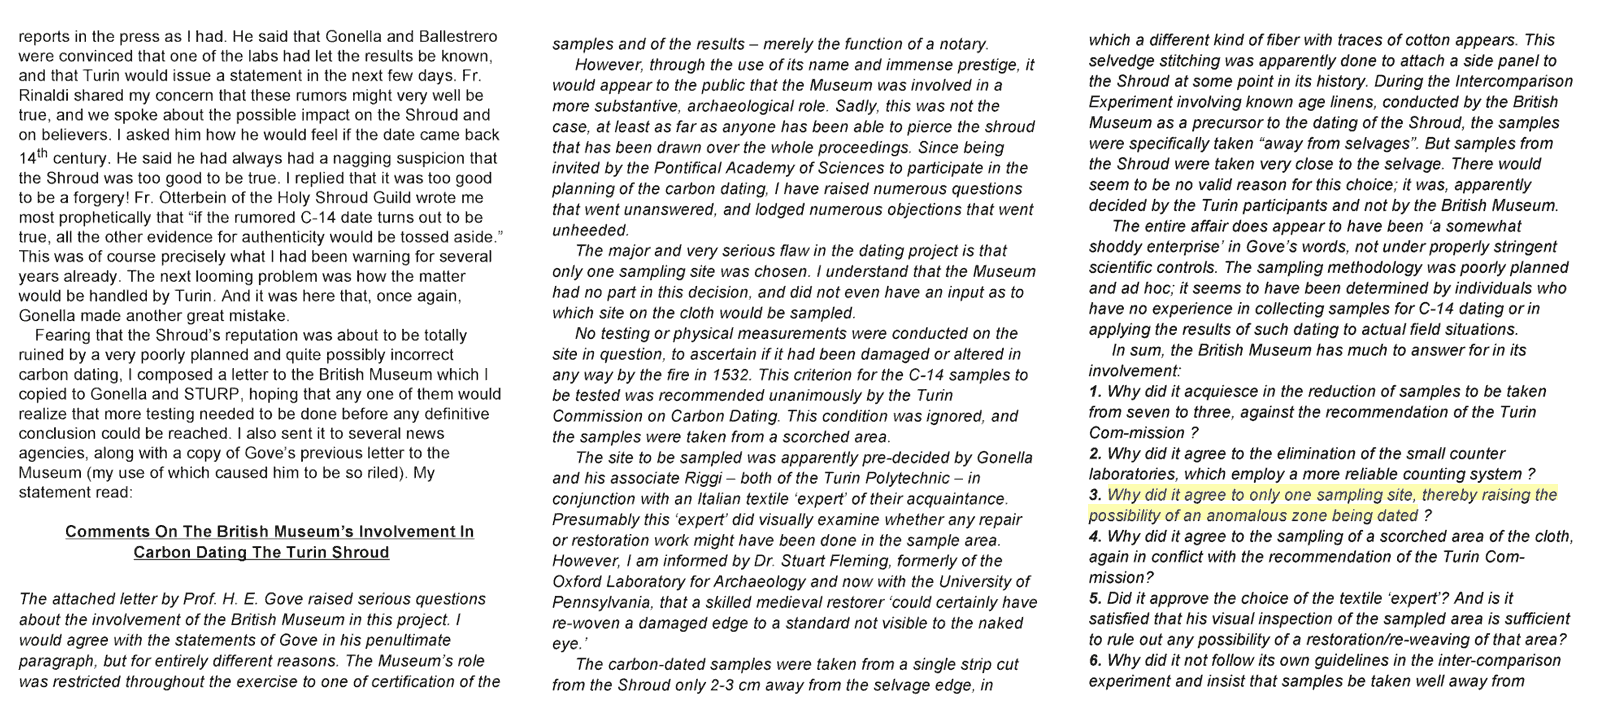 reports in the press as I had. He said that Gonella and Ballestrero
were convinced that one of the labs had let the results be known,
and that Turin would issue a statement in the next few days. Fr.
Rinaldi shared my concern that these rumors might very well be
true, and we spoke about the possible impact on the Shroud and
on believers. I asked him how he would feel if the date came back
14th century. He said he had always had a nagging suspicion that
the Shroud was too good to be true. I replied that it was too good
to be a forgery! Fr. Otterbein of the Holy Shroud Guild wrote me
most prophetically that “if the rumored C-14 date turns out to be
true, all the other evidence for authenticity would be tossed aside.”
This was of course precisely what I had been warning for several
years already. The next looming problem was how the matter
would be handled by Turin. And it was here that, once again,
Gonella made another great mistake.
Fearing that the Shroud’s reputation was about to be totally
ruined by a very poorly planned and quite possibly incorrect
carbon dating, I composed a letter to the British Museum which I
copied to Gonella and STURP, hoping that any one of them would
realize that more testing needed to be done before any definitive
conclusion could be reached. I also sent it to several news
agencies, along with a copy of Gove’s previous letter to the
Museum (my use of which caused him to be so riled). My
statement read:
Comments On The British Museum’s Involvement In
Carbon Dating The Turin Shroud
The attached letter by Prof. H. E. Gove raised serious questions
about the involvement of the British Museum in this project. I
would agree with the statements of Gove in his penultimate
paragraph, but for entirely different reasons. The Museum’s role
was restricted throughout the exercise to one of certification of the
samples and of the results – merely the function of a notary.
However, through the use of its name and immense prestige, it
would appear to the public that the Museum was involved in a
more substantive, archaeological role. Sadly, this was not the
case, at least as far as anyone has been able to pierce the shroud
that has been drawn over the whole proceedings. Since being
invited by the Pontifical Academy of Sciences to participate in the
planning of the carbon dating, I have raised numerous questions
that went unanswered, and lodged numerous objections that went
unheeded.
The major and very serious flaw in the dating project is that
only one sampling site was chosen. I understand that the Museum
had no part in this decision, and did not even have an input as to
which site on the cloth would be sampled.
No testing or physical measurements were conducted on the
site in question, to ascertain if it had been damaged or altered in
any way by the fire in 1532. This criterion for the C-14 samples to
be tested was recommended unanimously by the Turin
Commission on Carbon Dating. This condition was ignored, and
the samples were taken from a scorched area.
The site to be sampled was apparently pre-decided by Gonella
and his associate Riggi – both of the Turin Polytechnic – in
conjunction with an Italian textile ‘expert’ of their acquaintance.
Presumably this ‘expert’ did visually examine whether any repair
or restoration work might have been done in the sample area.
However, I am informed by Dr. Stuart Fleming, formerly of the
Oxford Laboratory for Archaeology and now with the University of
Pennsylvania, that a skilled medieval restorer ‘could certainly have
re-woven a damaged edge to a standard not visible to the naked
eye.’
The carbon-dated samples were taken from a single strip cut
from the Shroud only 2-3 cm away from the selvage edge, in
which a different kind of fiber with traces of cotton appears. This
selvedge stitching was apparently done to attach a side panel to
the Shroud at some point in its history. During the Intercomparison
Experiment involving known age linens, conducted by the British
Museum as a precursor to the dating of the Shroud, the samples
were specifically taken “away from selvages”. But samples from
the Shroud were taken very close to the selvage. There would
seem to be no valid reason for this choice; it was, apparently
decided by the Turin participants and not by the British Museum.
The entire affair does appear to have been ‘a somewhat
shoddy enterprise’ in Gove’s words, not under properly stringent
scientific controls. The sampling methodology was poorly planned
and ad hoc; it seems to have been determined by individuals who
have no experience in collecting samples for C-14 dating or in
applying the results of such dating to actual field situations.
In sum, the British Museum has much to answer for in its
involvement:
1. Why did it acquiesce in the reduction of samples to be taken
from seven to three, against the recommendation of the Turin
Com-mission ?
2. Why did it agree to the elimination of the small counter
laboratories, which employ a more reliable counting system ?
3. Why did it agree to only one sampling site, thereby raising the
possibility of an anomalous zone being dated ?
4. Why did it agree to the sampling of a scorched area of the cloth,
again in conflict with the recommendation of the Turin Com-
mission?
5. Did it approve the choice of the textile ‘expert’? And is it
satisfied that his visual inspection of the sampled area is sufficient
to rule out any possibility of a restoration/re-weaving of that area?
6. Why did it not follow its own guidelines in the inter-comparison
experiment and insist that samples be taken well away from